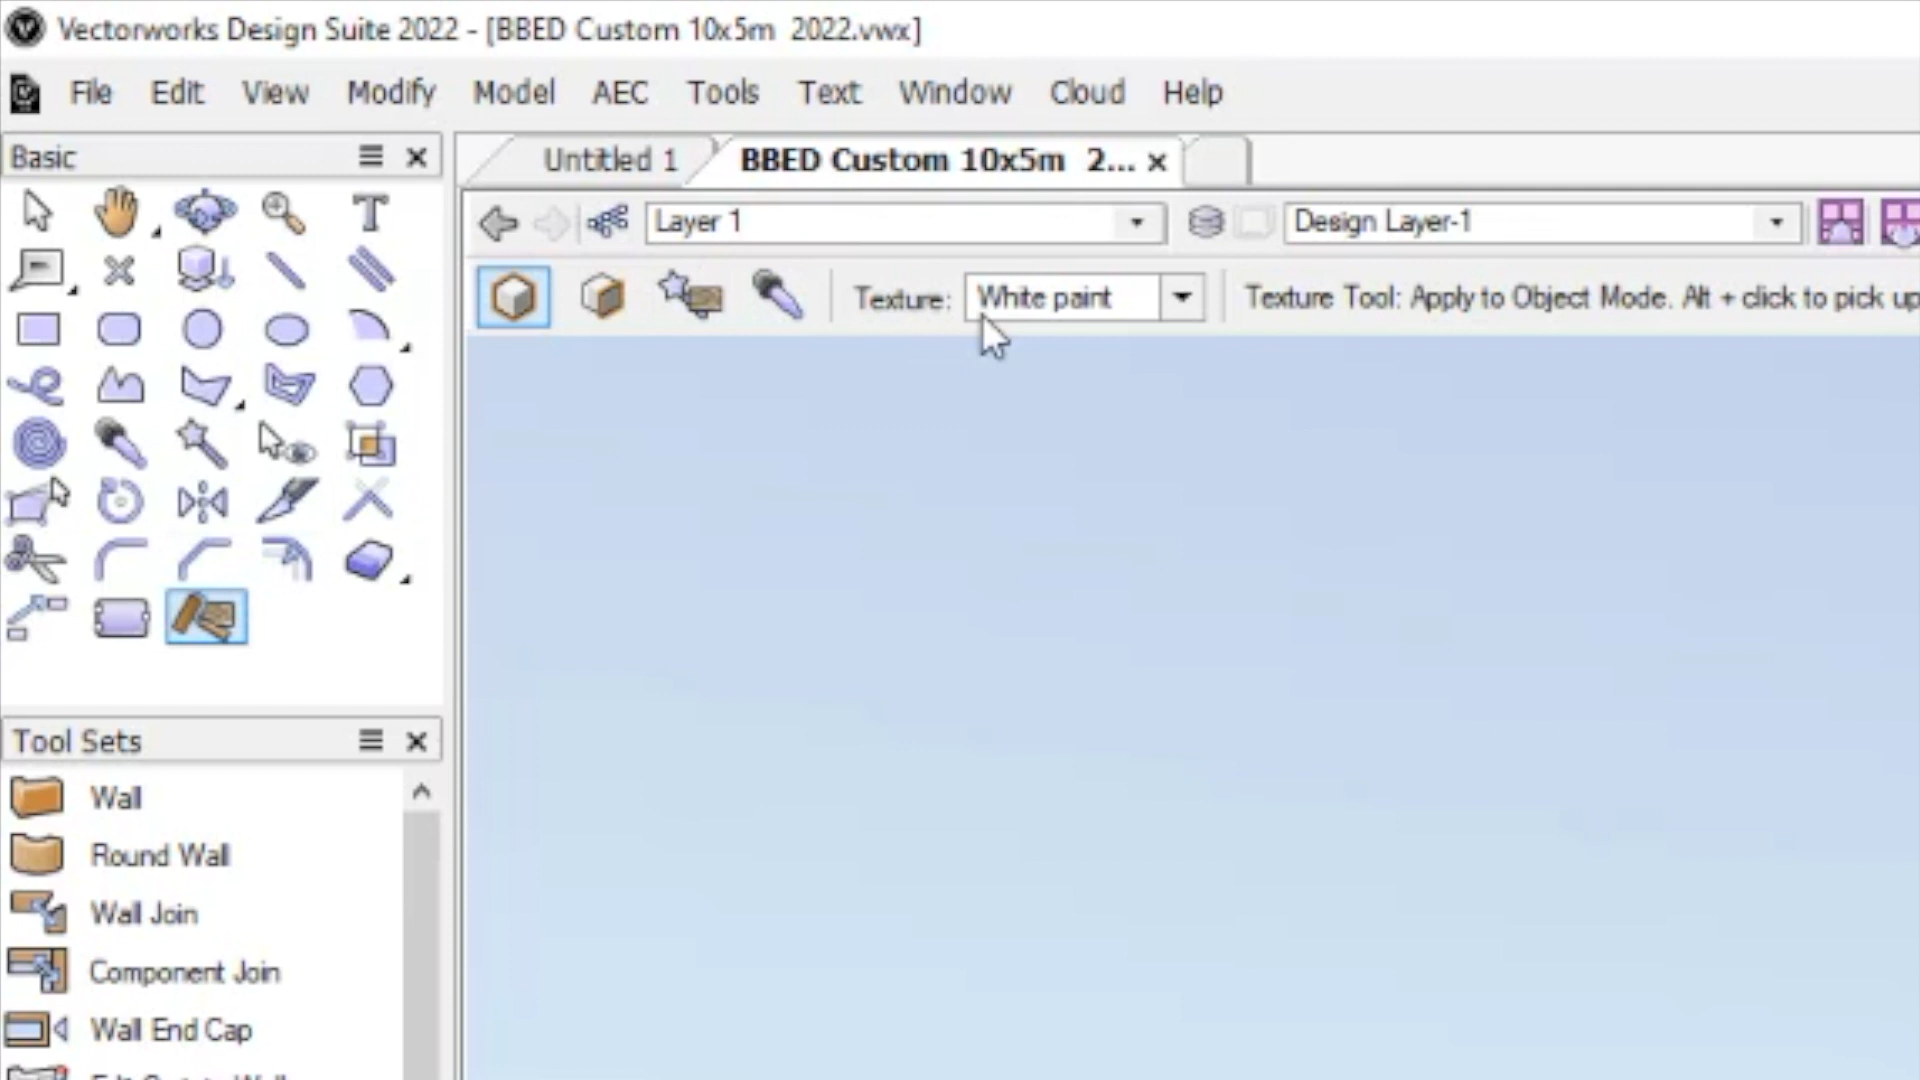 Vectorworks Design Suite 2022 - [BBED Custom 10x5m  2022.vwx]
File Edit View Modify Model AEC Tools Text Window Cloud Help
Basic
Untitled 1
BBED Custom 10x5m  2...
Layer 1
Design Layer-1
Texture: White paint
Texture Tool: Apply to Object Mode. Alt + click to pick up
Tool Sets
Wall
Round Wall
Wall Join
Component Join
Wall End Cap